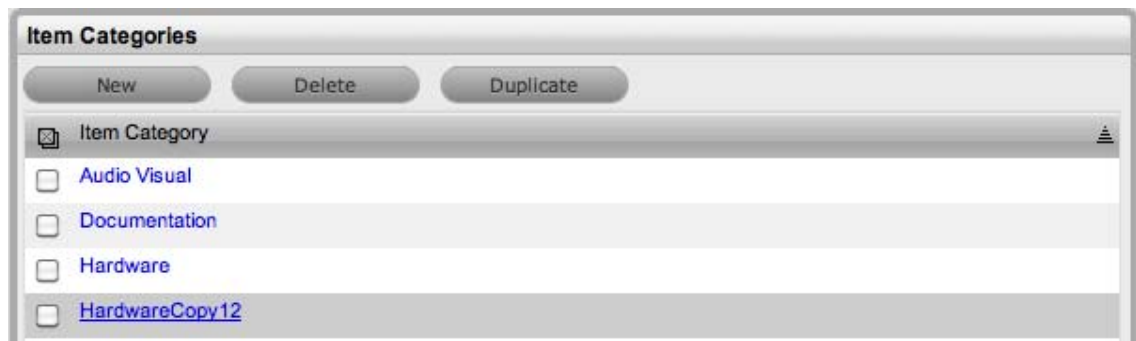 Item Categories
New Delete Duplicate
Item Category
Audio Visual
Documentation
Hardware
HardwareCopy12